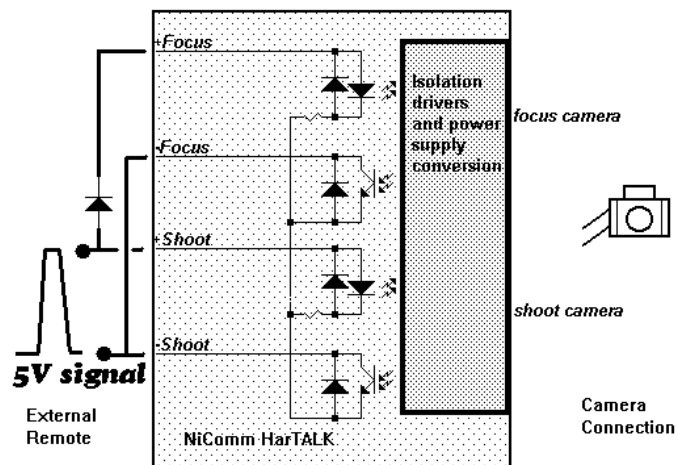 +Focus
Isolation
drivers
and power
supply
conversion
focus camera
-Focus
+Shoot
shoot camera
-Shoot
5V signal
External
Remote
NiComm HarTALK
Camera
Connection